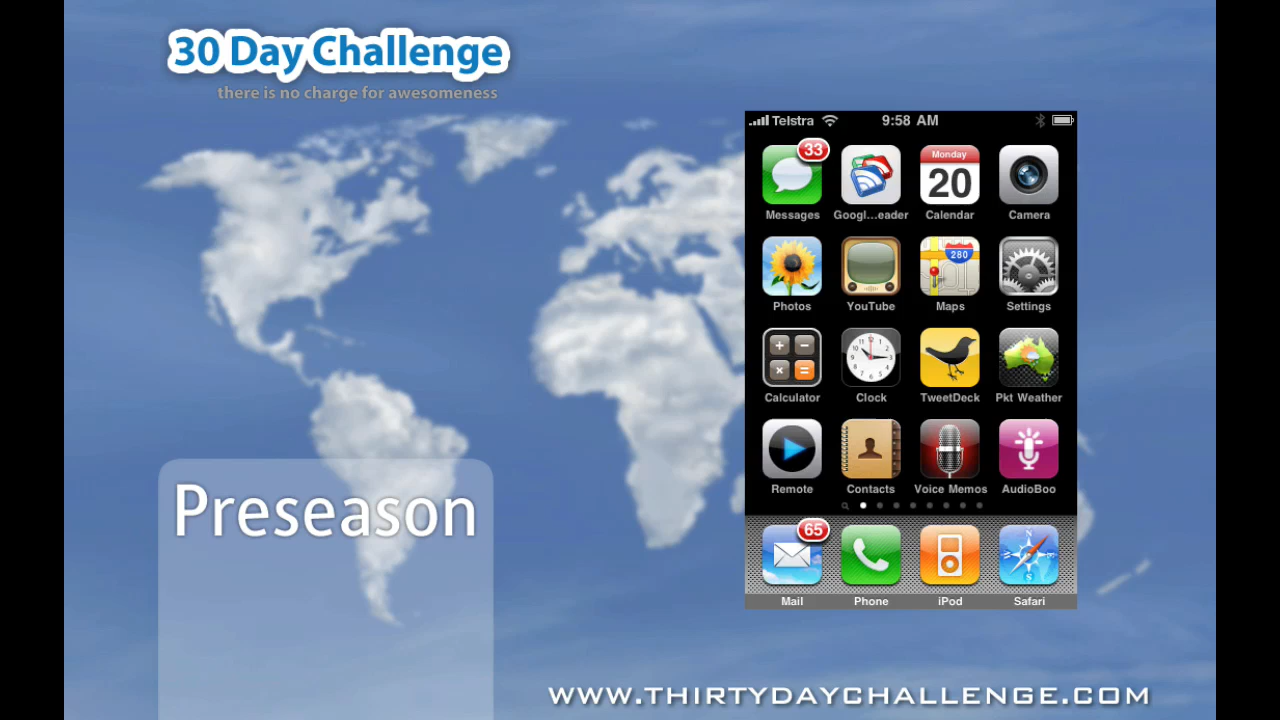 30 Day Challenge
there is no charge for awesomeness
Telstra 9:58 AM
33 Monday
20
Messages Googl...eader Calendar Camera
280
Photos YouTube Maps Settings
Calculator Clock TweetDeck Pkt Weather
Remote Contacts Voice Memos AudioBoo
65
Mail Phone iPod Safari
Preseason
WWW.THIRTYDAYCHALLENGE.COM